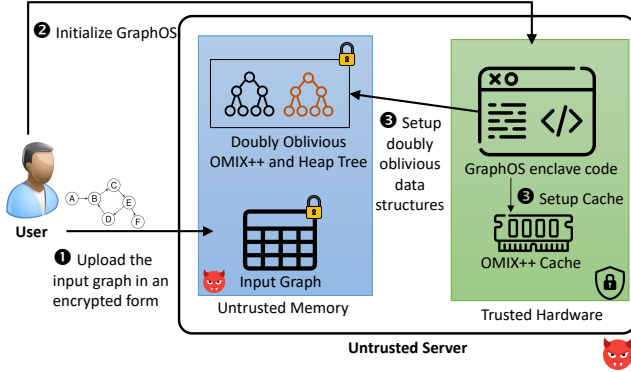 ❷ Initialize GraphOS
Doubly Oblivious
OMIX++ and Heap Tree
❸ Setup
doubly
oblivious
data
structures
XO
</>
GraphOS enclave code
❸ Setup Cache
OMIX++ Cache
A
B
C
D
E
F
User
❶ Upload the
input graph in an
encrypted form
Input Graph
Untrusted Memory
Trusted Hardware
Untrusted Server